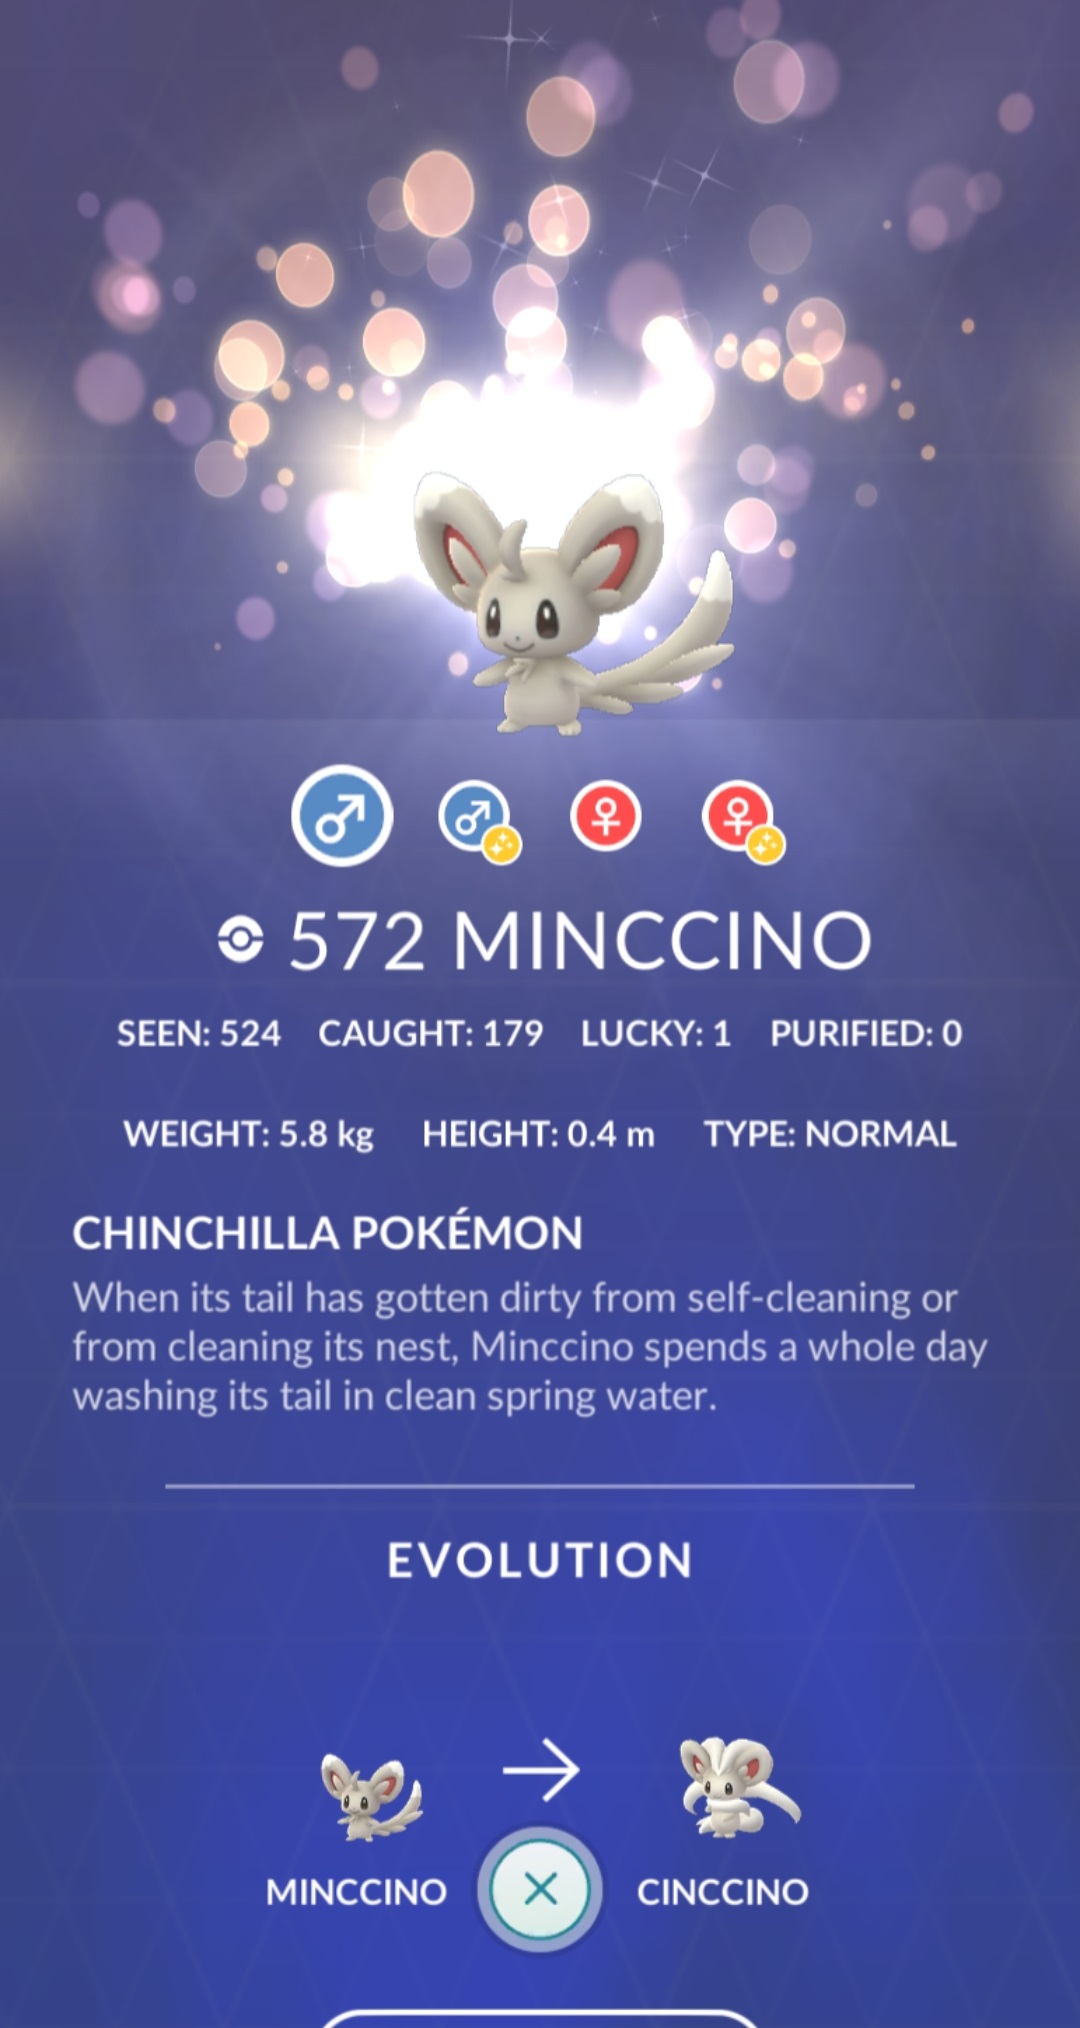 572 MINCCINO
SEEN: 524 CAUGHT: 179 LUCKY: 1 PURIFIED: 0
WEIGHT: 5.8 kg HEIGHT: 0.4 m TYPE: NORMAL
CHINCHILLA POKÉMON
When its tail has gotten dirty from self-cleaning or
from cleaning its nest, Minccino spends a whole day
washing its tail in clean spring water.
EVOLUTION
MINCCINO CINCCINO